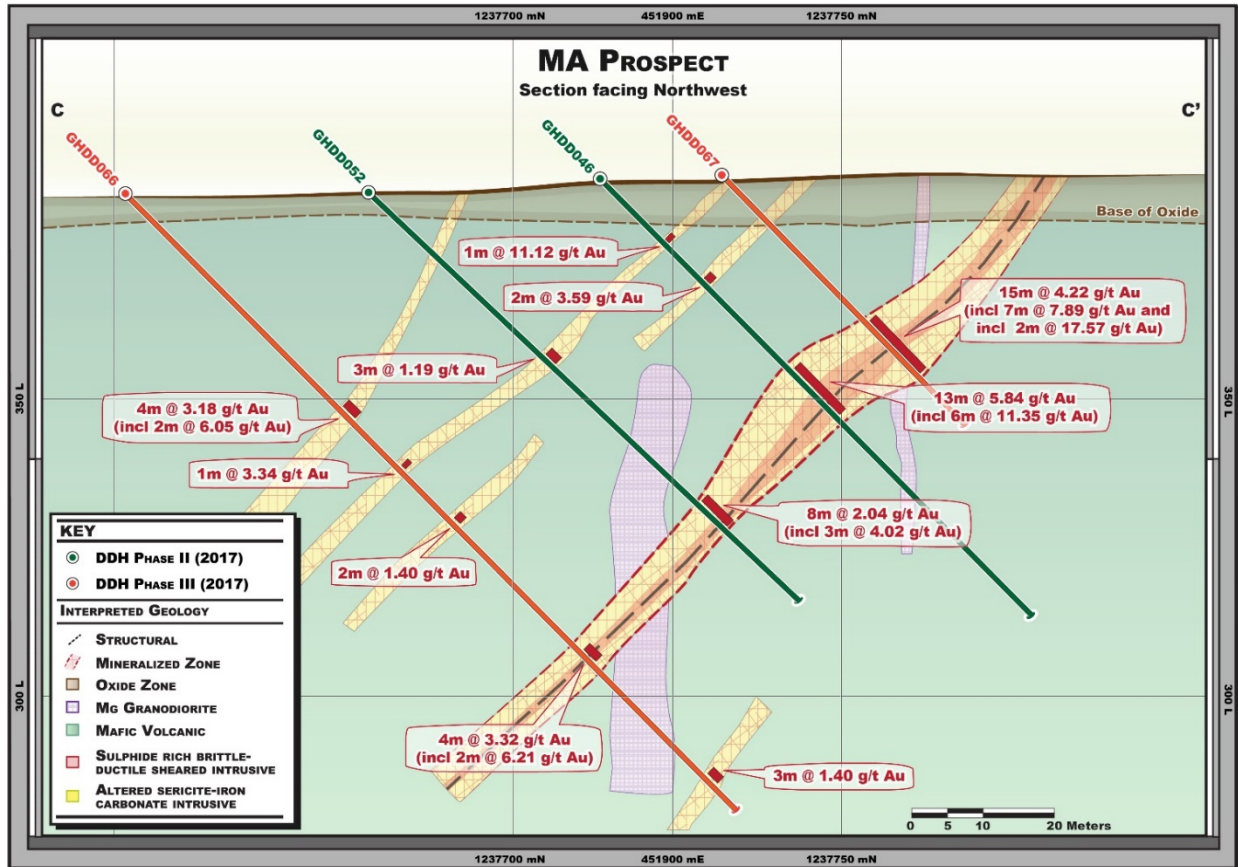 1237700 mN
451900 mE
1237750 mN
MA PROSPECT
Section facing Northwest
C
C'
GHDD066
GHDD052
GHDD046
GHDD067
Base of Oxide
1m @ 11.12 g/t Au
2m @ 3.59 g/t Au
15m @ 4.22 g/t Au
(incl 7m @ 7.89 g/t Au and
incl 2m @ 17.57 g/t Au)
3m @ 1.19 g/t Au
13m @ 5.84 g/t Au
(incl 6m @ 11.35 g/t Au)
350 L
350 L
4m @ 3.18 g/t Au
(incl 2m @ 6.05 g/t Au)
1m @ 3.34 g/t Au
8m @ 2.04 g/t Au
(incl 3m @ 4.02 g/t Au)
2m @ 1.40 g/t Au
KEY
DDH PHASE II (2017)
DDH PHASE III (2017)
INTERPRETED GEOLOGY
STRUCTURAL
MINERALIZED ZONE
OXIDE ZONE
MG GRANODIORITE
MAFIC VOLCANIC
SULPHIDE RICH BRITTLE-
DUCTILE SHEARED INTRUSIVE
ALTERED SERICITE-IRON
CARBONATE INTRUSIVE
300 L
300 L
4m @ 3.32 g/t Au
(incl 2m @ 6.21 g/t Au)
3m @ 1.40 g/t Au
0 5 10 20 Meters
1237700 mN
451900 mE
1237750 mN